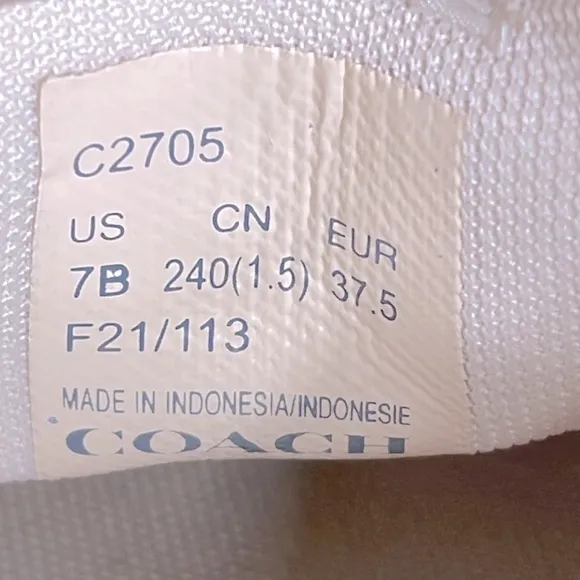 C2705
US CN EUR
7B 240(1.5) 37.5
F21/113
MADE IN INDONESIA/INDONESIE
COACH